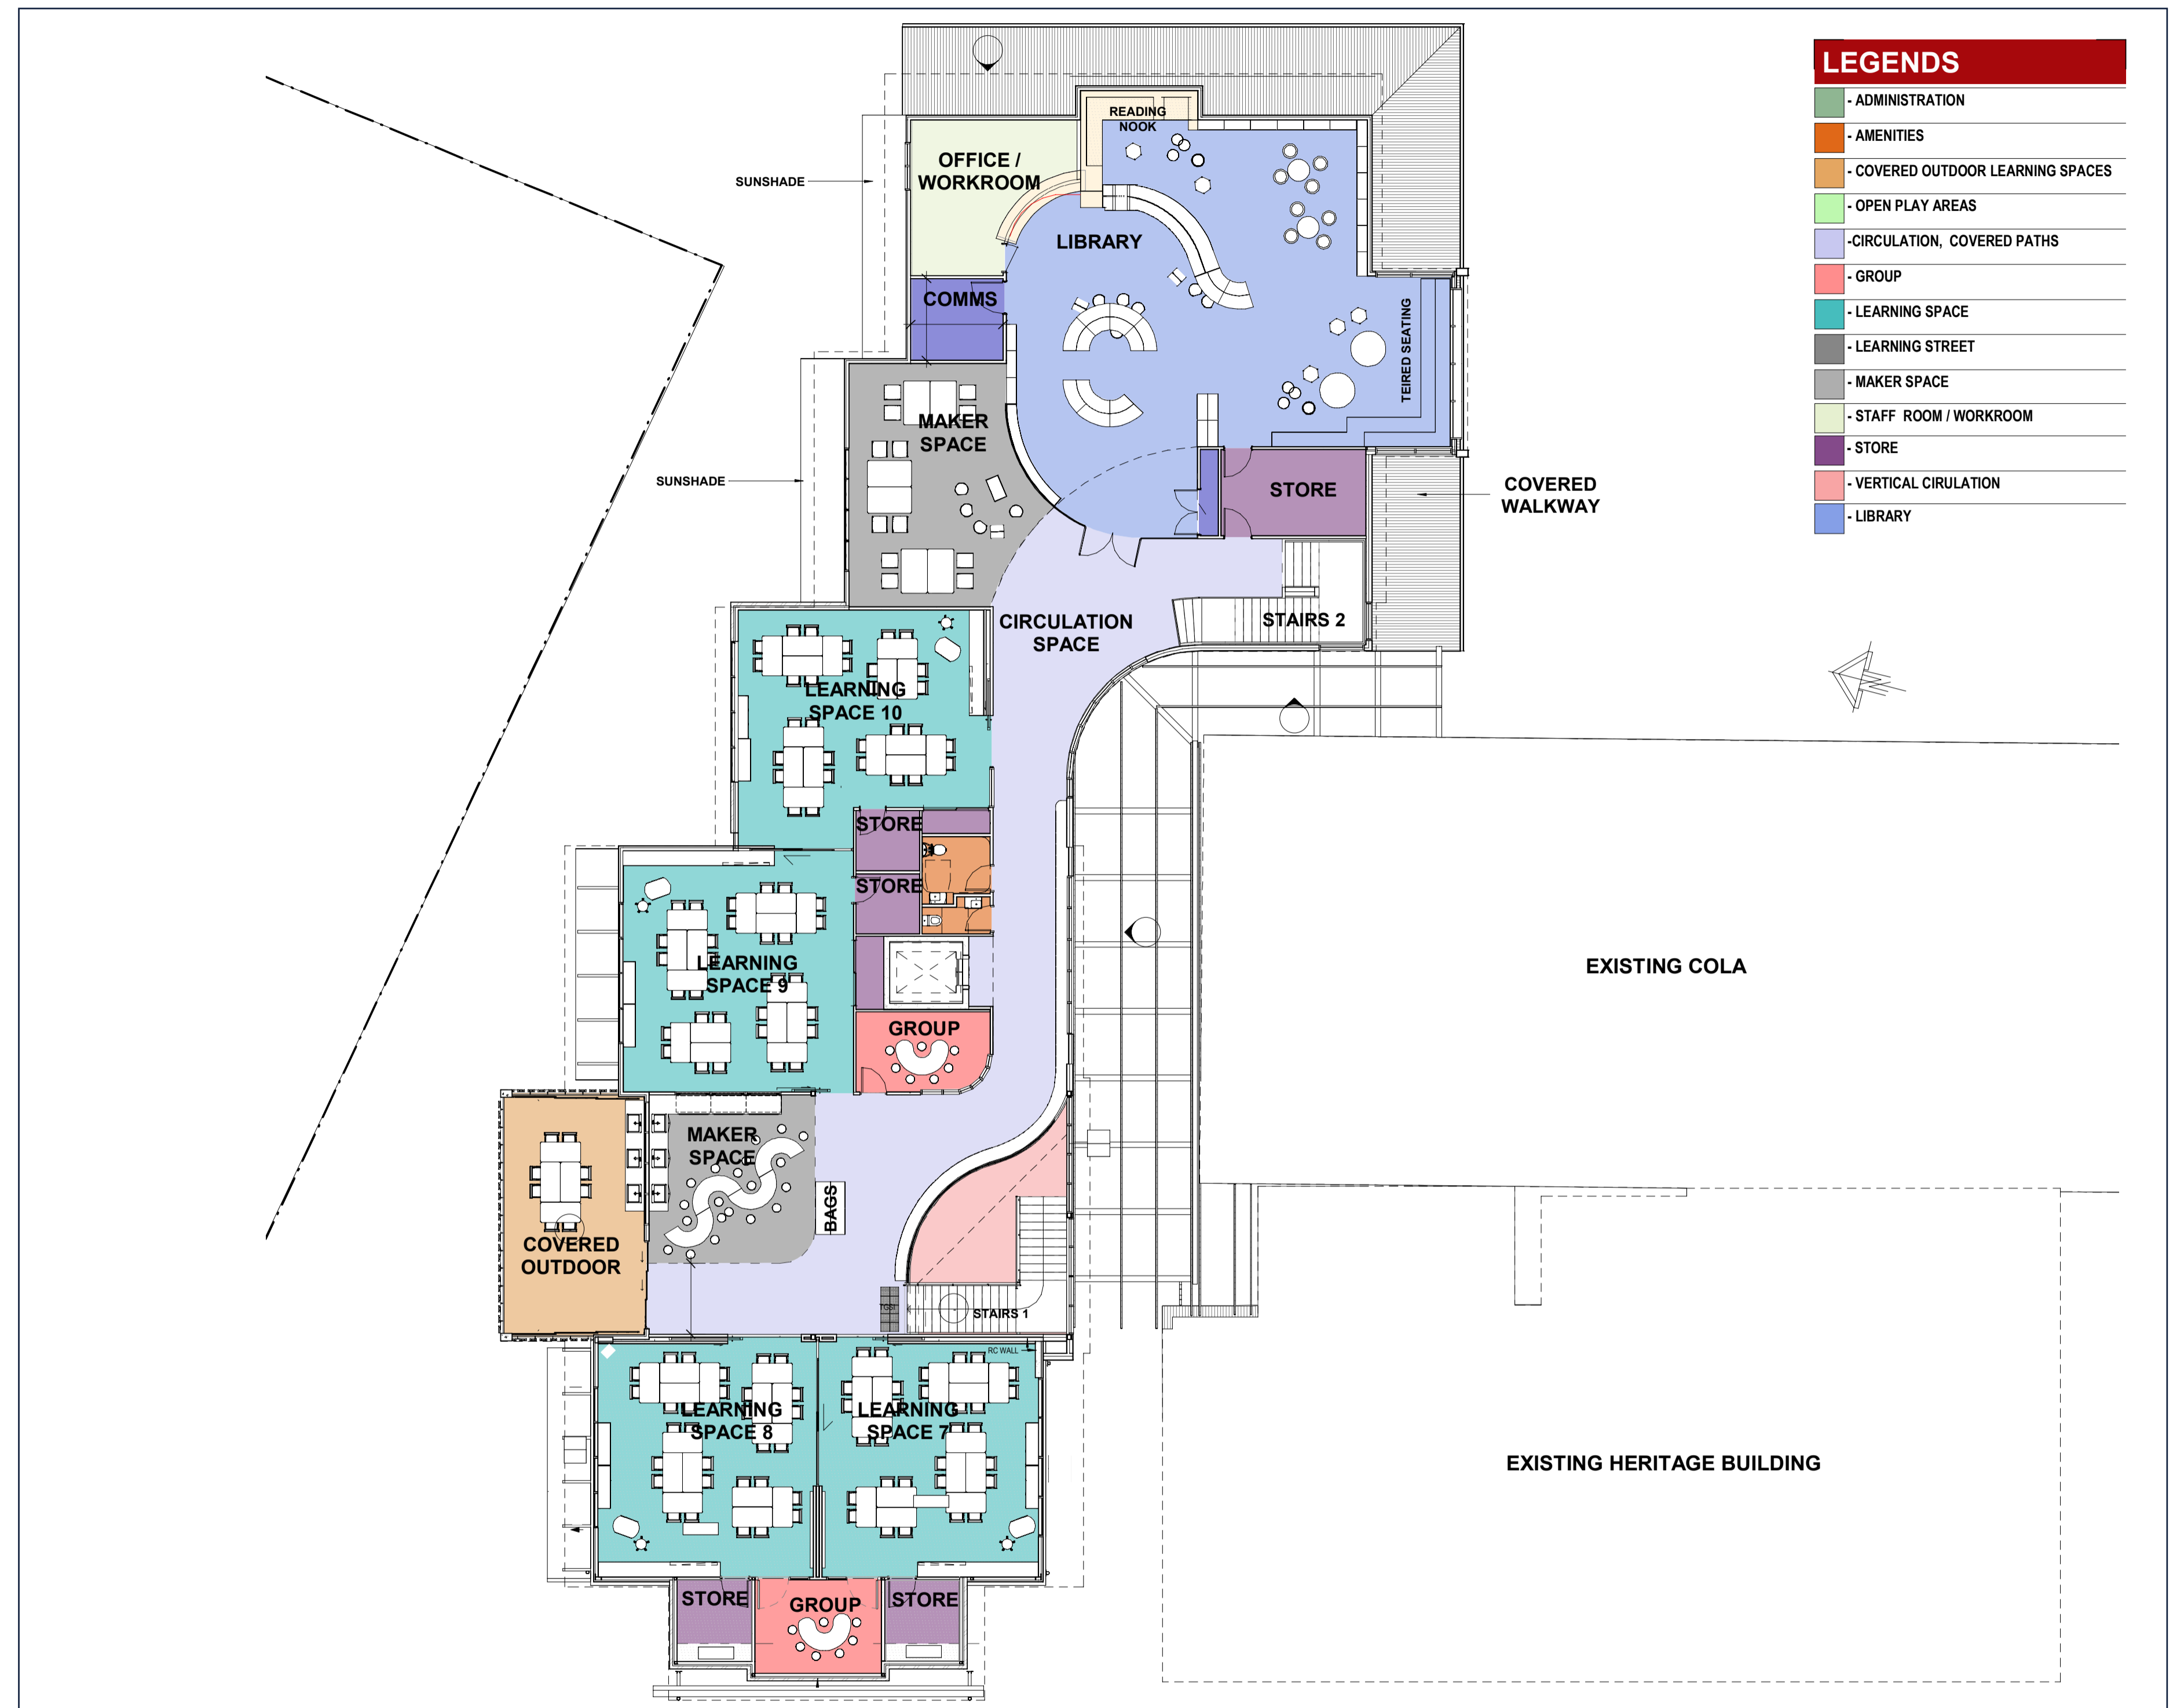 LEGENDS
- ADMINISTRATION
- AMENITIES
- COVERED OUTDOOR LEARNING SPACES
- OPEN PLAY AREAS
-CIRCULATION, COVERED PATHS
- GROUP
- LEARNING SPACE
- LEARNING STREET
- MAKER SPACE
- STAFF ROOM / WORKROOM
- STORE
- VERTICAL CIRULATION
- LIBRARY
READING
NOOK
OFFICE /
WORKROOM
SUNSHADE
LIBRARY
COMMS
TEIRED SEATING
MAKER
SPACE
SUNSHADE
STORE
COVERED
WALKWAY
CIRCULATION
SPACE
STAIRS 2
LEARNING
SPACE 10
STORE
STORE
LEARNING
SPACE 9
EXISTING COLA
GROUP
MAKER
SPACE
BAGS
COVERED
OUTDOOR
TGSI
STAIRS 1
RC WALL
LEARNING
SPACE 8
LEARNING
SPACE 7
EXISTING HERITAGE BUILDING
STORE
GROUP
STORE